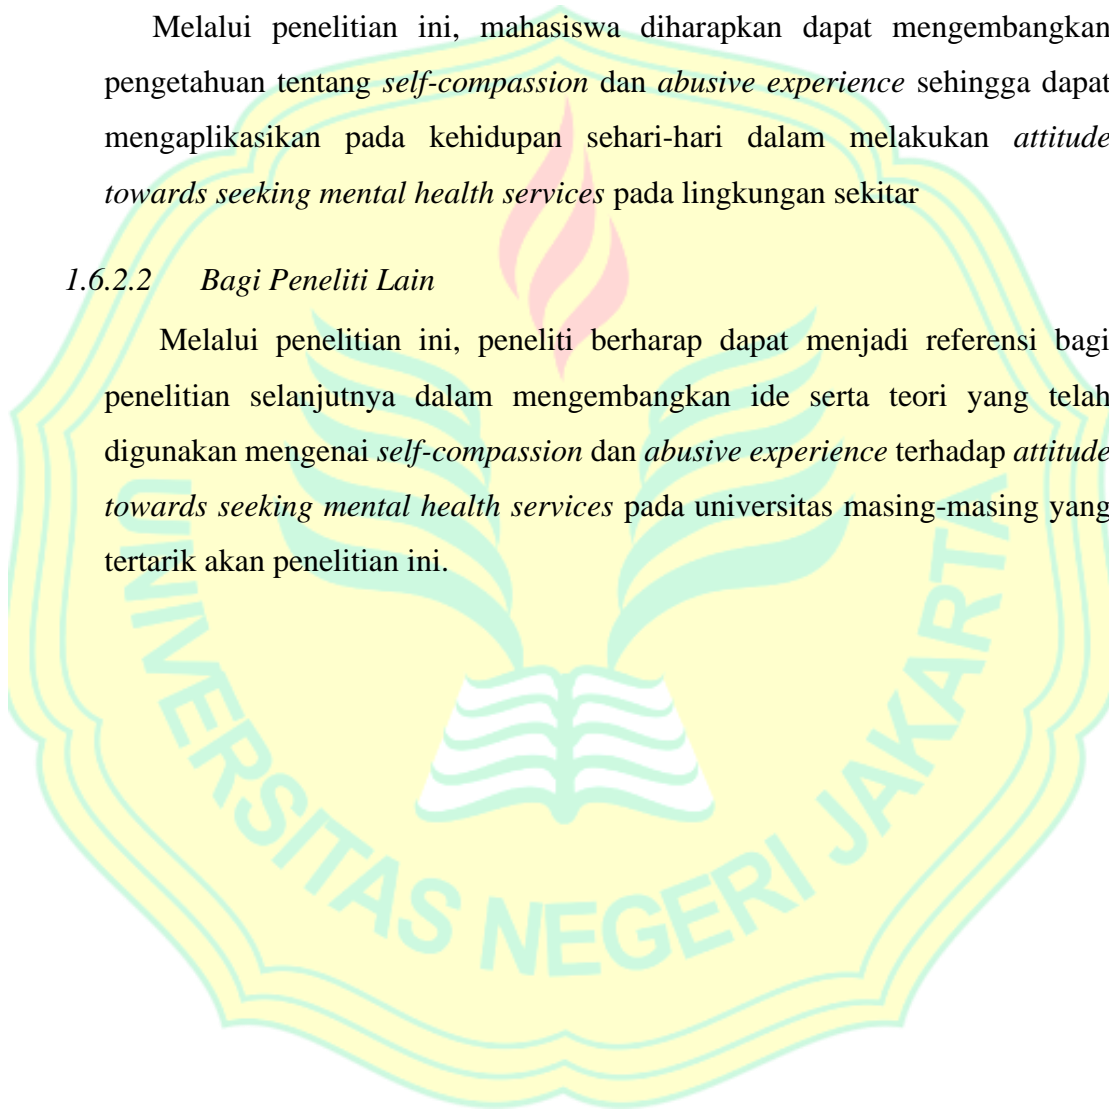 Melalui penelitian ini, mahasiswa diharapkan dapat mengembangkan
pengetahuan tentang self-compassion dan abusive experience sehingga dapat
mengaplikasikan pada kehidupan sehari-hari dalam melakukan attitude
towards seeking mental health services pada lingkungan sekitar
1.6.2.2 Bagi Peneliti Lain
Melalui penelitian ini, peneliti berharap dapat menjadi referensi bagi
penelitian selanjutnya dalam mengembangkan ide serta teori yang telah
digunakan mengenai self-compassion dan abusive experience terhadap attitude
towards seeking mental health services pada universitas masing-masing yang
tertarik akan penelitian ini.
UNIVERSITAS NEGERI JAKARTA